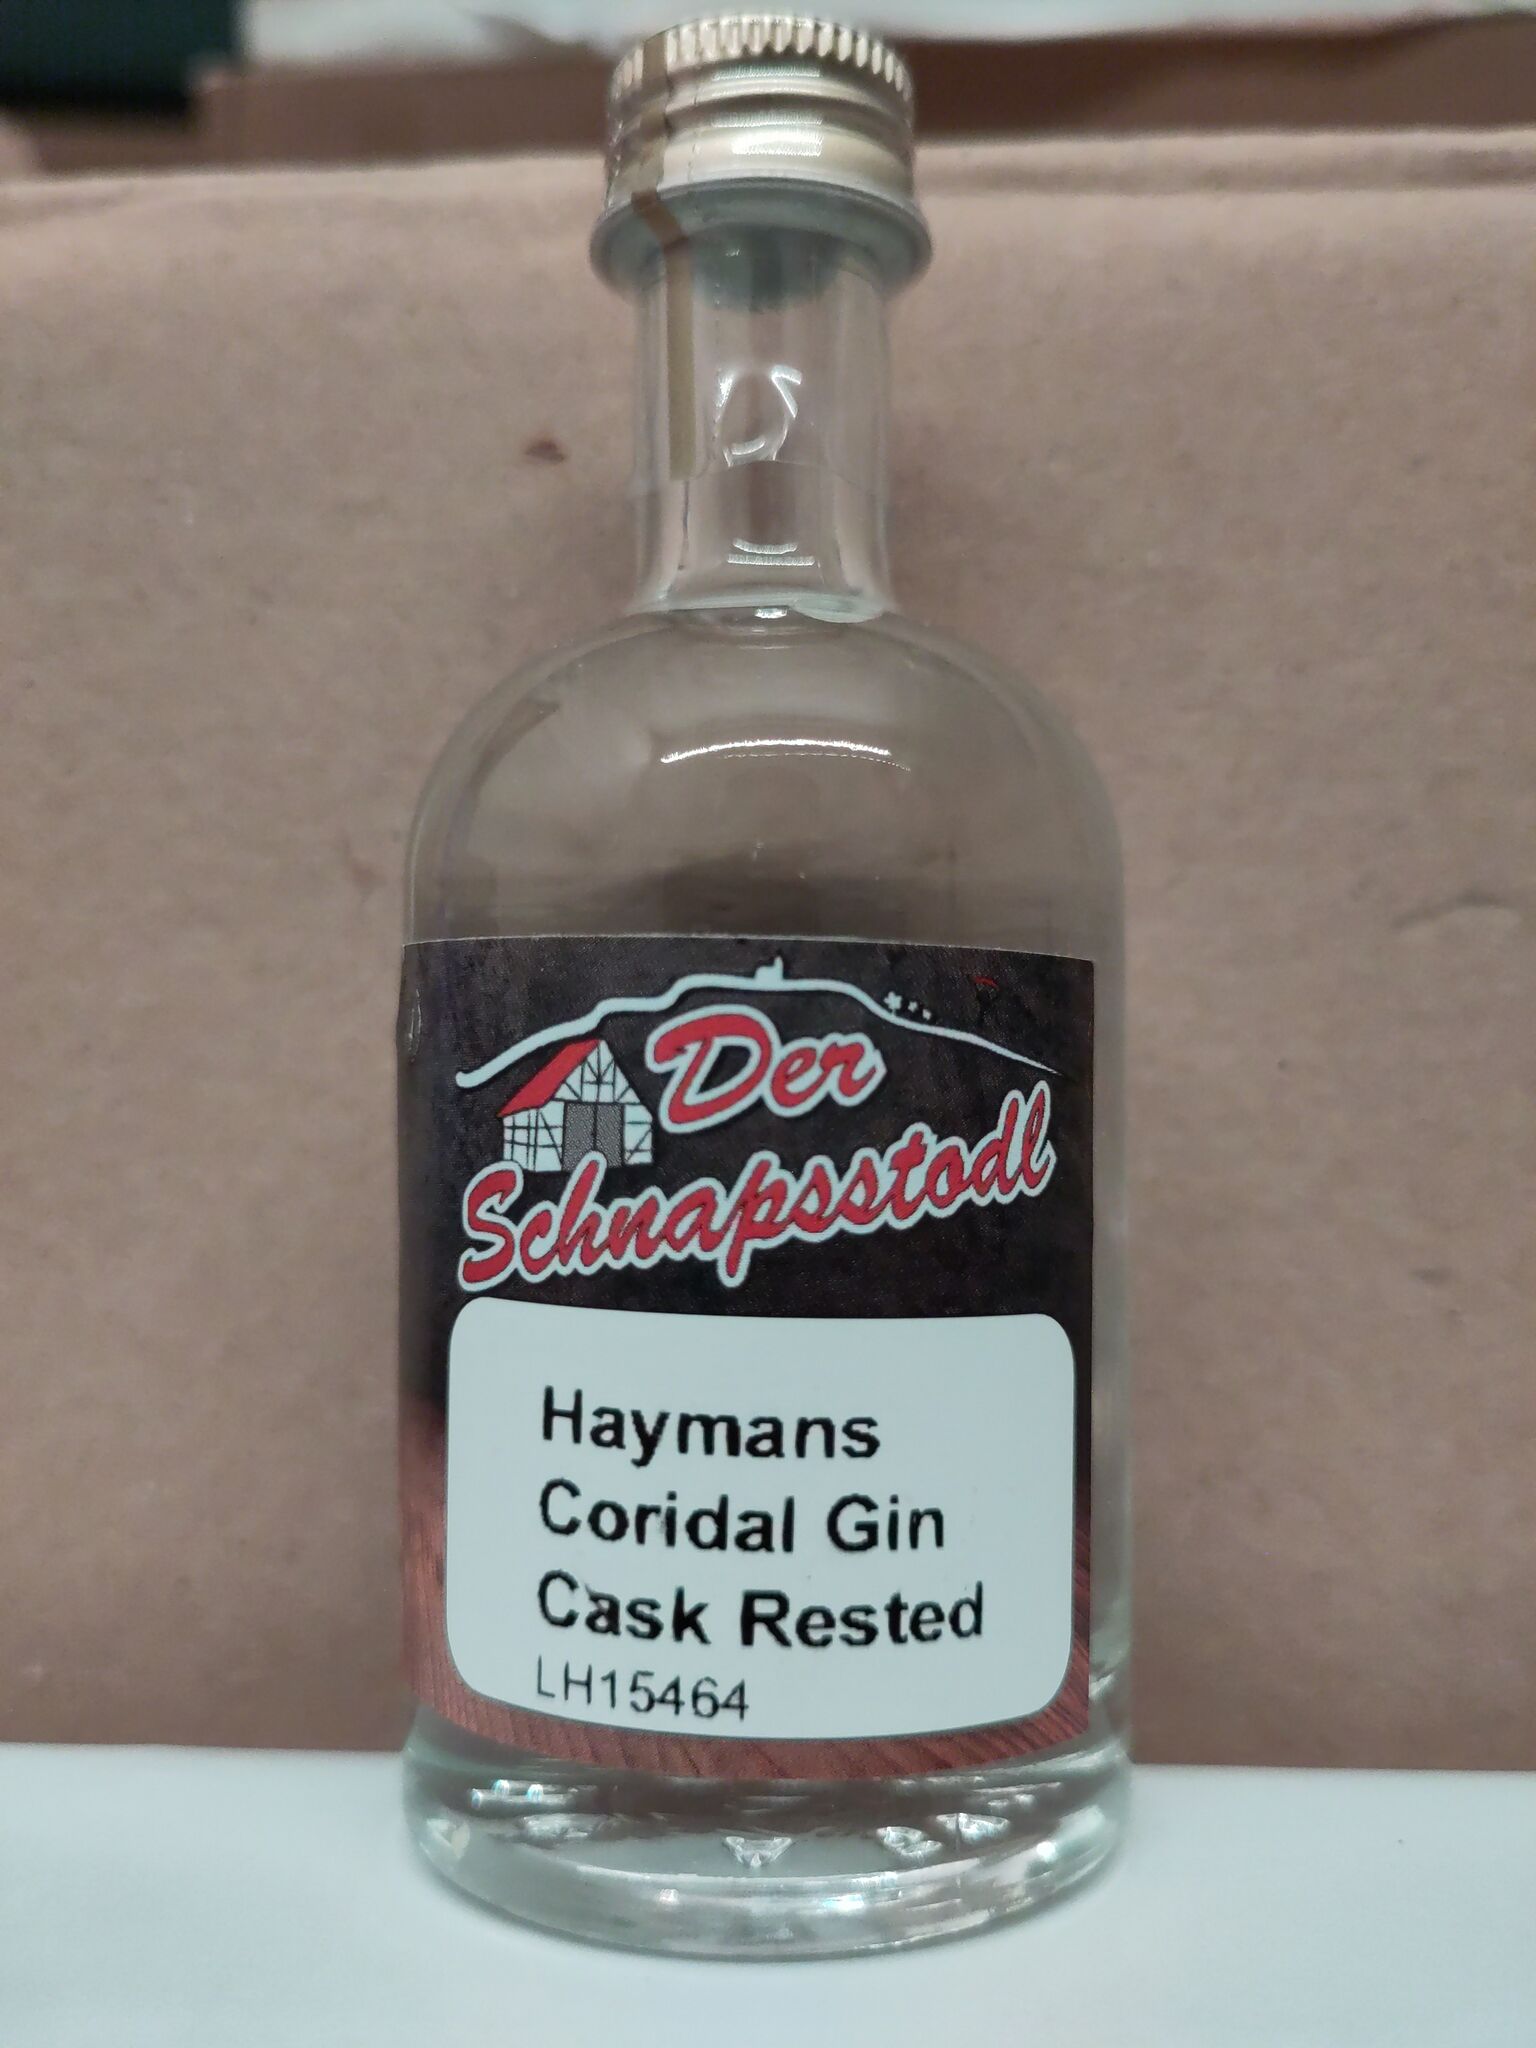 Der
Schnapsstodl
Haymans
Coridal Gin
Cask Rested
LH15464